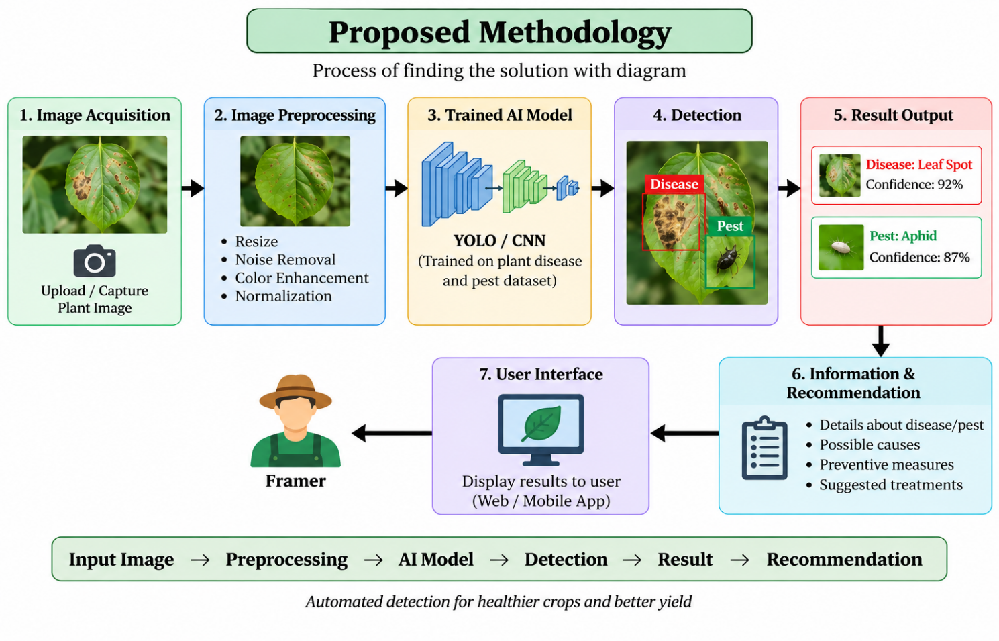 Proposed Methodology
Process of finding the solution with diagram
1. Image Acquisition
Upload / Capture
Plant Image
2. Image Preprocessing
• Resize
• Noise Removal
• Color Enhancement
• Normalization
3. Trained AI Model
YOLO / CNN
(Trained on plant disease
and pest dataset)
4. Detection
Disease
Pest
5. Result Output
Disease: Leaf Spot
Confidence: 92%
Pest: Aphid
Confidence: 87%
6. Information &
Recommendation
• Details about disease/pest
• Possible causes
• Preventive measures
• Suggested treatments
7. User Interface
Display results to user
(Web / Mobile App)
Framer
Input Image → Preprocessing → AI Model → Detection → Result → Recommendation
Automated detection for healthier crops and better yield